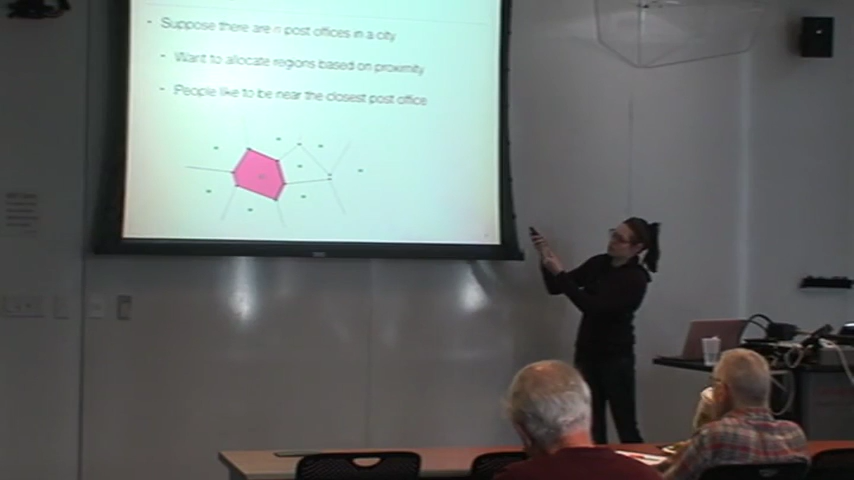 - Suppose there are n post offices in a city
- Want to allocate regions based on proximity
- People like to be near the closest post office